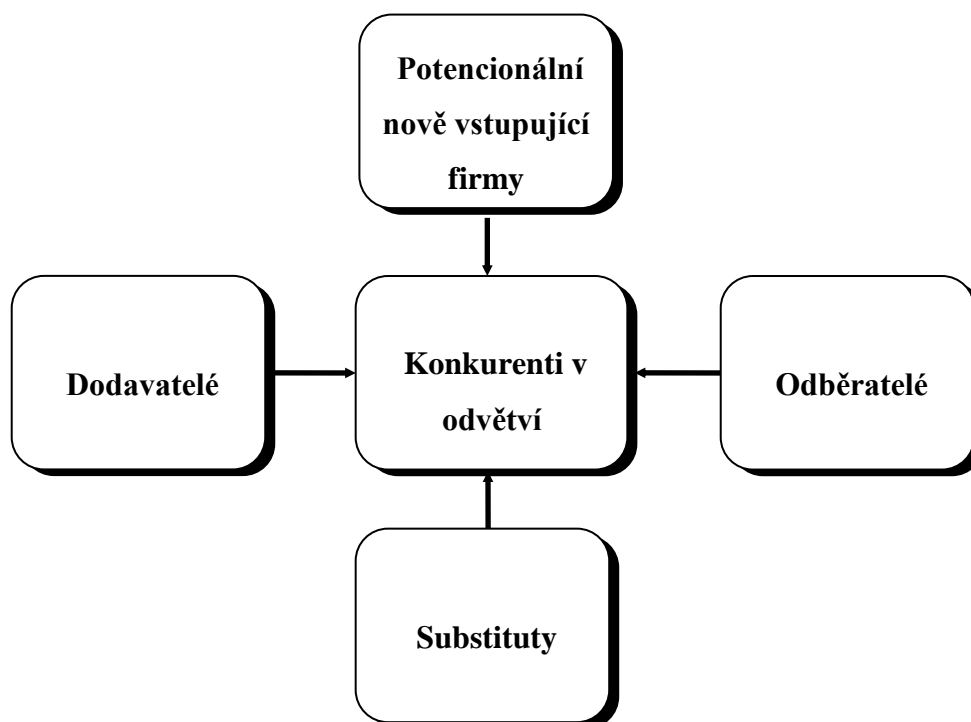 Potencionální
nově vstupující
firmy
Dodavatelé
Konkurenti v
odvětví
Odběratelé
Substituty